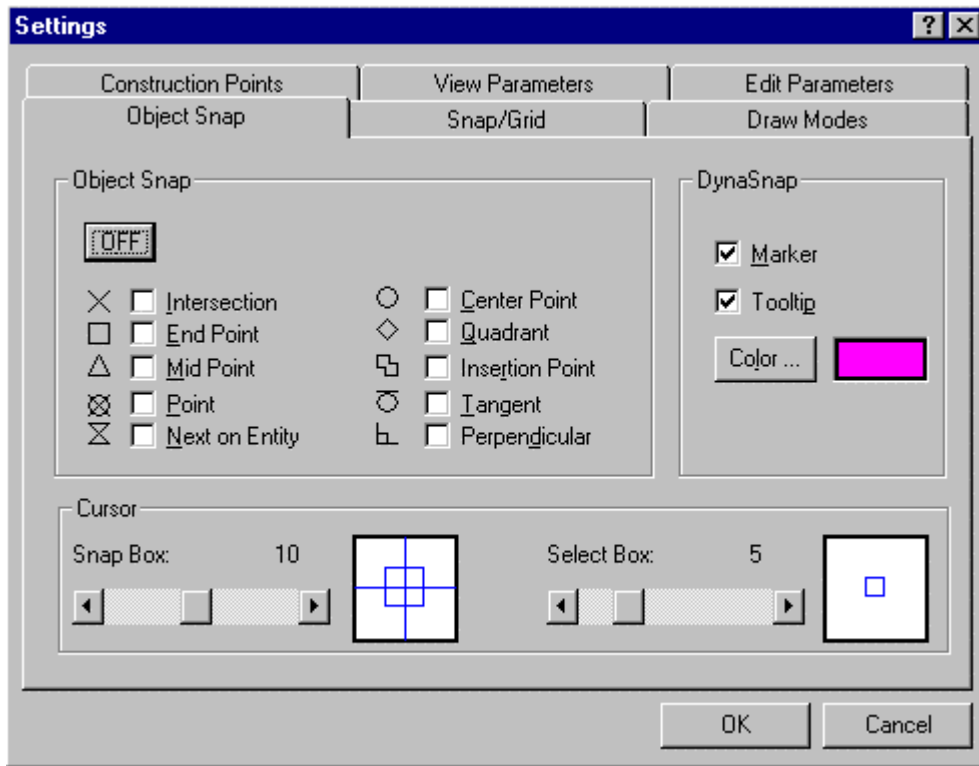 Settings
Construction Points View Parameters Edit Parameters
Object Snap Snap/Grid Draw Modes
Object Snap DynaSnap
OFF
Marker
Intersection Center Point Tooltip
End Point Quadrant
Mid Point Insertion Point Color ...
Point Tangent
Next on Entity Perpendicular
Cursor
Snap Box: 10 Select Box: 5
OK Cancel